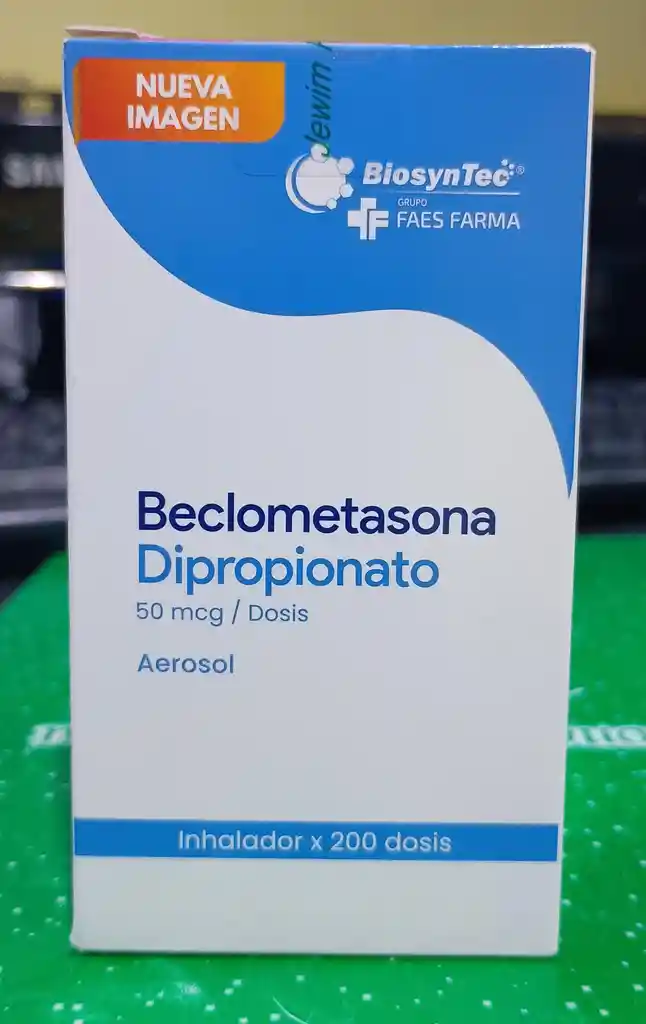 NUEVA
IMAGEN
BiosynTec®
GRUPO
FAES FARMA
Beclometasona
Dipropionato
50 mcg / Dosis
Aerosol
Inhalador x 200 dosis